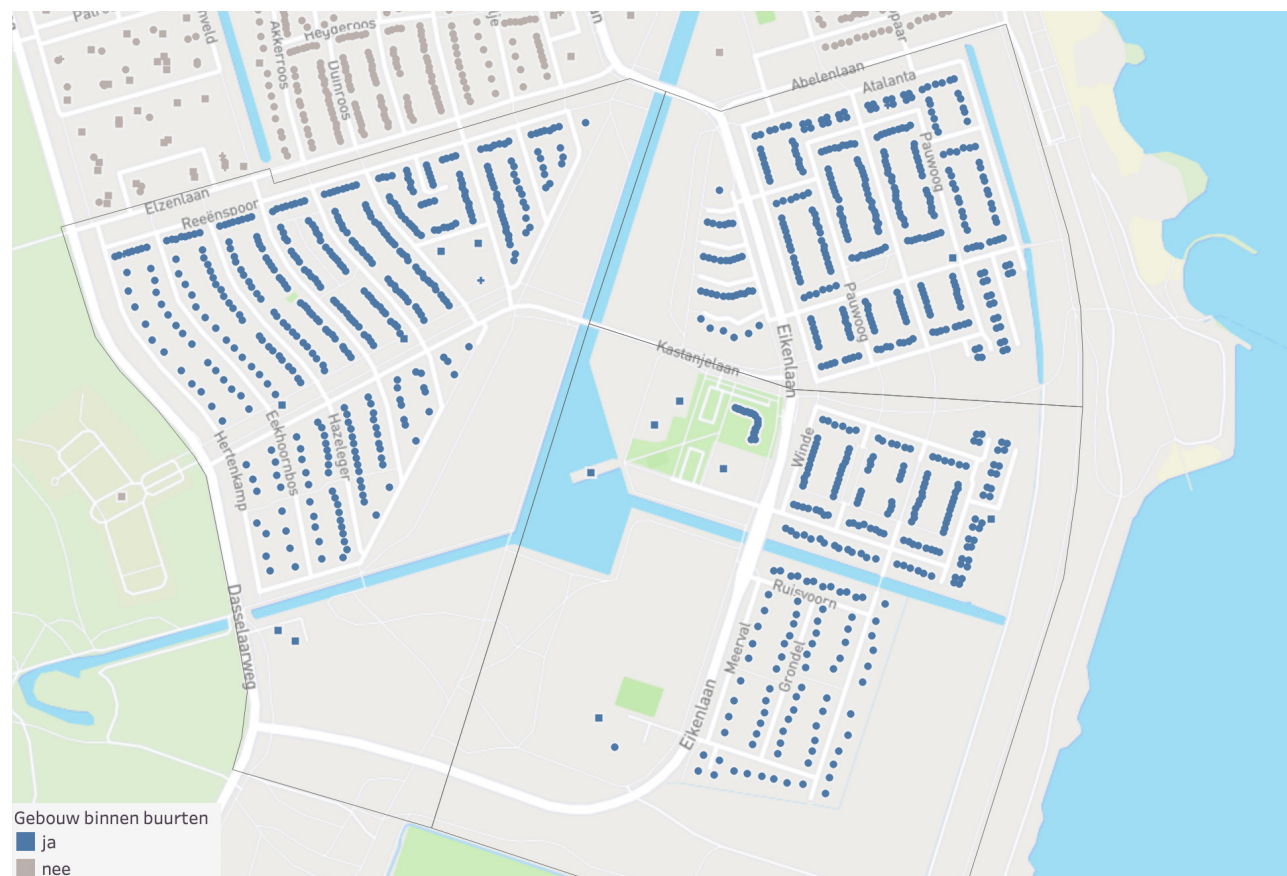 Akkerroos
Heggeroos
Duinroos
Abelenlaan
Atalanta
Pauwoog
Elzenlaan
Reeënspoor
Pauwoog
Eikenlaan
Kastanjelaan
Hertenkamp
Eekhoornbos
Hazeleger
Winde
Dasselaarweg
Ruisvoorn
Meerval
Grondel
Eikenlaan
Gebouw binnen buurten
ja
nee